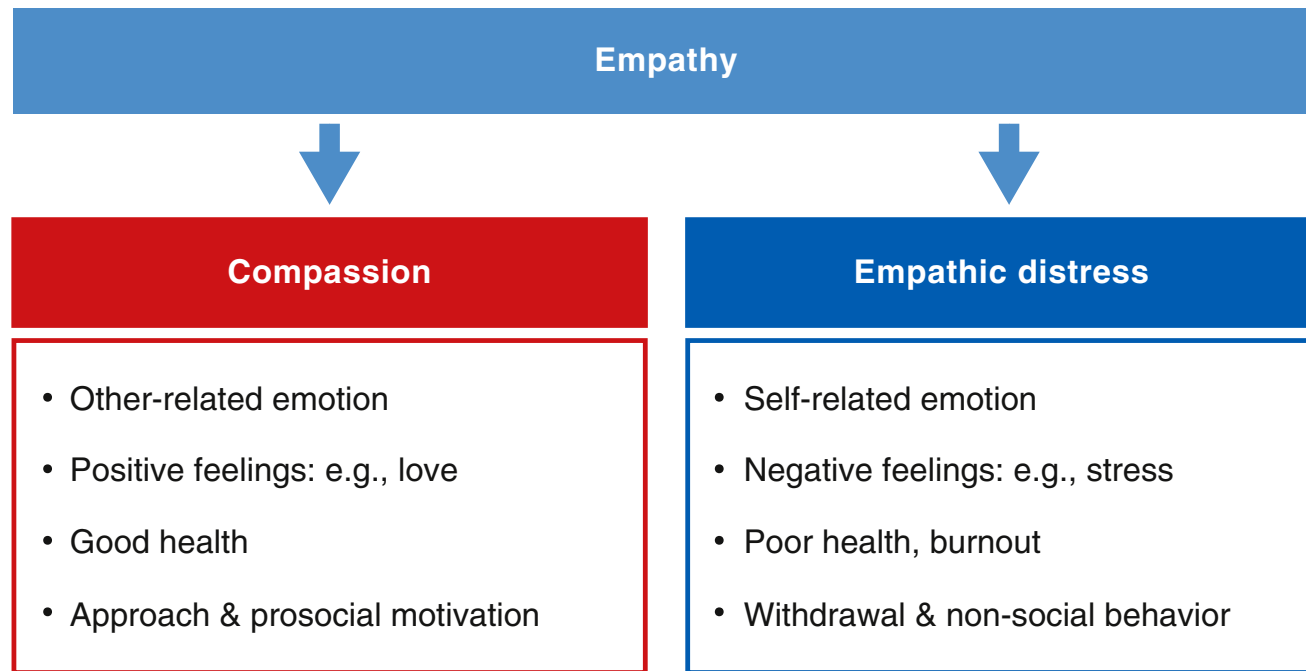 Empathy
Compassion
• Other-related emotion
• Positive feelings: e.g., love
• Good health
• Approach & prosocial motivation
Empathic distress
• Self-related emotion
• Negative feelings: e.g., stress
• Poor health, burnout
• Withdrawal & non-social behavior